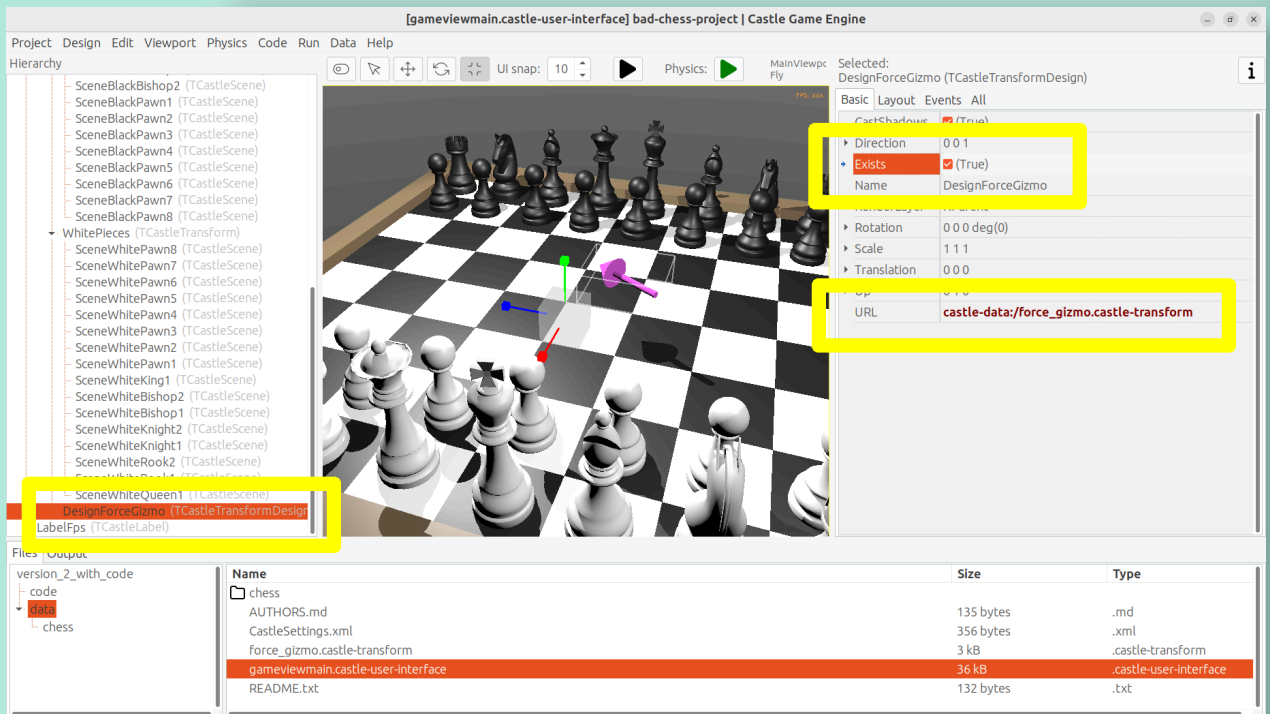 [gameviewmain.castle-user-interface] bad-chess-project | Castle Game Engine
Project Design Edit Viewport Physics Code Run Data Help
Hierarchy
SceneBlackBishop2 (TCastleScene)
SceneBlackPawn1 (TCastleScene)
SceneBlackPawn2 (TCastleScene)
SceneBlackPawn3 (TCastleScene)
SceneBlackPawn4 (TCastleScene)
SceneBlackPawn5 (TCastleScene)
SceneBlackPawn6 (TCastleScene)
SceneBlackPawn7 (TCastleScene)
SceneBlackPawn8 (TCastleScene)
WhitePieces (TCastleTransform)
SceneWhitePawn8 (TCastleScene)
SceneWhitePawn7 (TCastleScene)
SceneWhitePawn6 (TCastleScene)
SceneWhitePawn5 (TCastleScene)
SceneWhitePawn4 (TCastleScene)
SceneWhitePawn3 (TCastleScene)
SceneWhitePawn2 (TCastleScene)
SceneWhitePawn1 (TCastleScene)
SceneWhiteKing1 (TCastleScene)
SceneWhiteBishop2 (TCastleScene)
SceneWhiteBishop1 (TCastleScene)
SceneWhiteKnight2 (TCastleScene)
SceneWhiteKnight1 (TCastleScene)
SceneWhiteRook2 (TCastleScene)
SceneWhiteQueen1 (TCastleScene)
DesignForceGizmo (TCastleTransformDesign
LabelFps (TCastleLabel)
UI snap: 10 Physics: MainViewpc
Fly
FPS: xxx
Selected:
DesignForceGizmo (TCastleTransformDesign)
i
Basic Layout Events All
CastShadows (True)
Direction 0 0 1
Exists (True)
Name DesignForceGizmo
Rotation 0 0 0 deg(0)
Scale 1 1 1
Translation 0 0 0
Up 0 1 0
URL castle-data:/force_gizmo.castle-transform
Files Output
version_2_with_code
code
data
chess
Name Size Type
chess
AUTHORS.md 135 bytes .md
CastleSettings.xml 356 bytes .xml
force_gizmo.castle-transform 3 kB .castle-transform
gameviewmain.castle-user-interface 36 kB .castle-user-interface
README.txt 132 bytes .txt